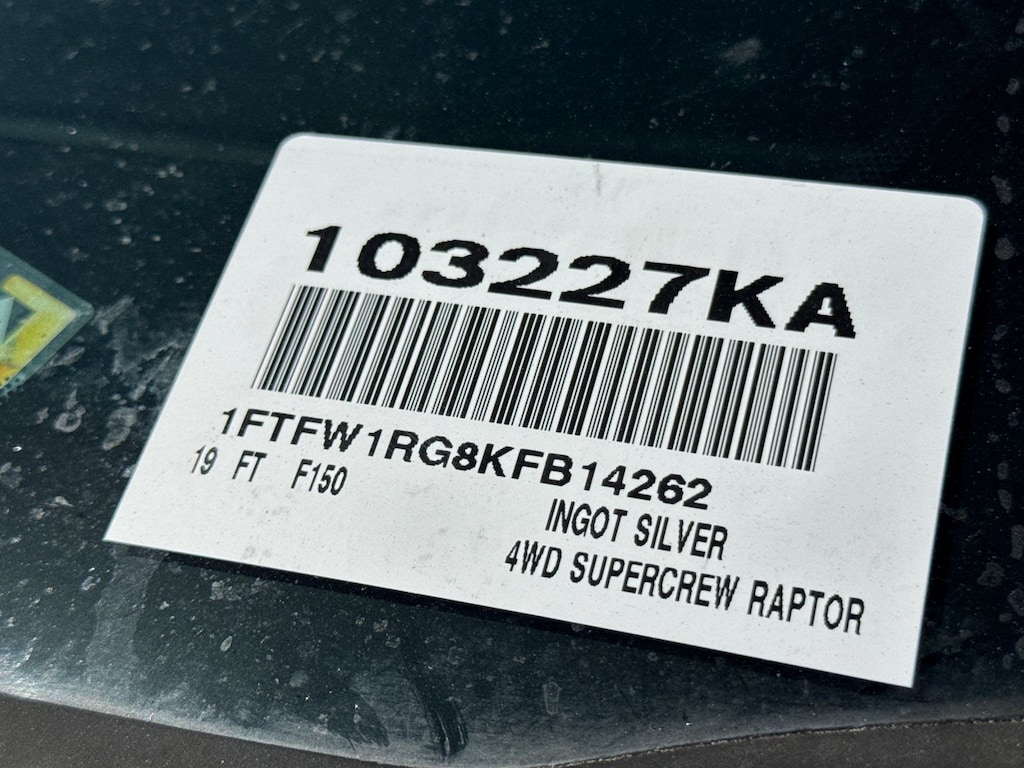 103227KA
1FTFW1RG8KFB14262
19 FT F150
INGOT SILVER
4WD SUPERCREW RAPTOR